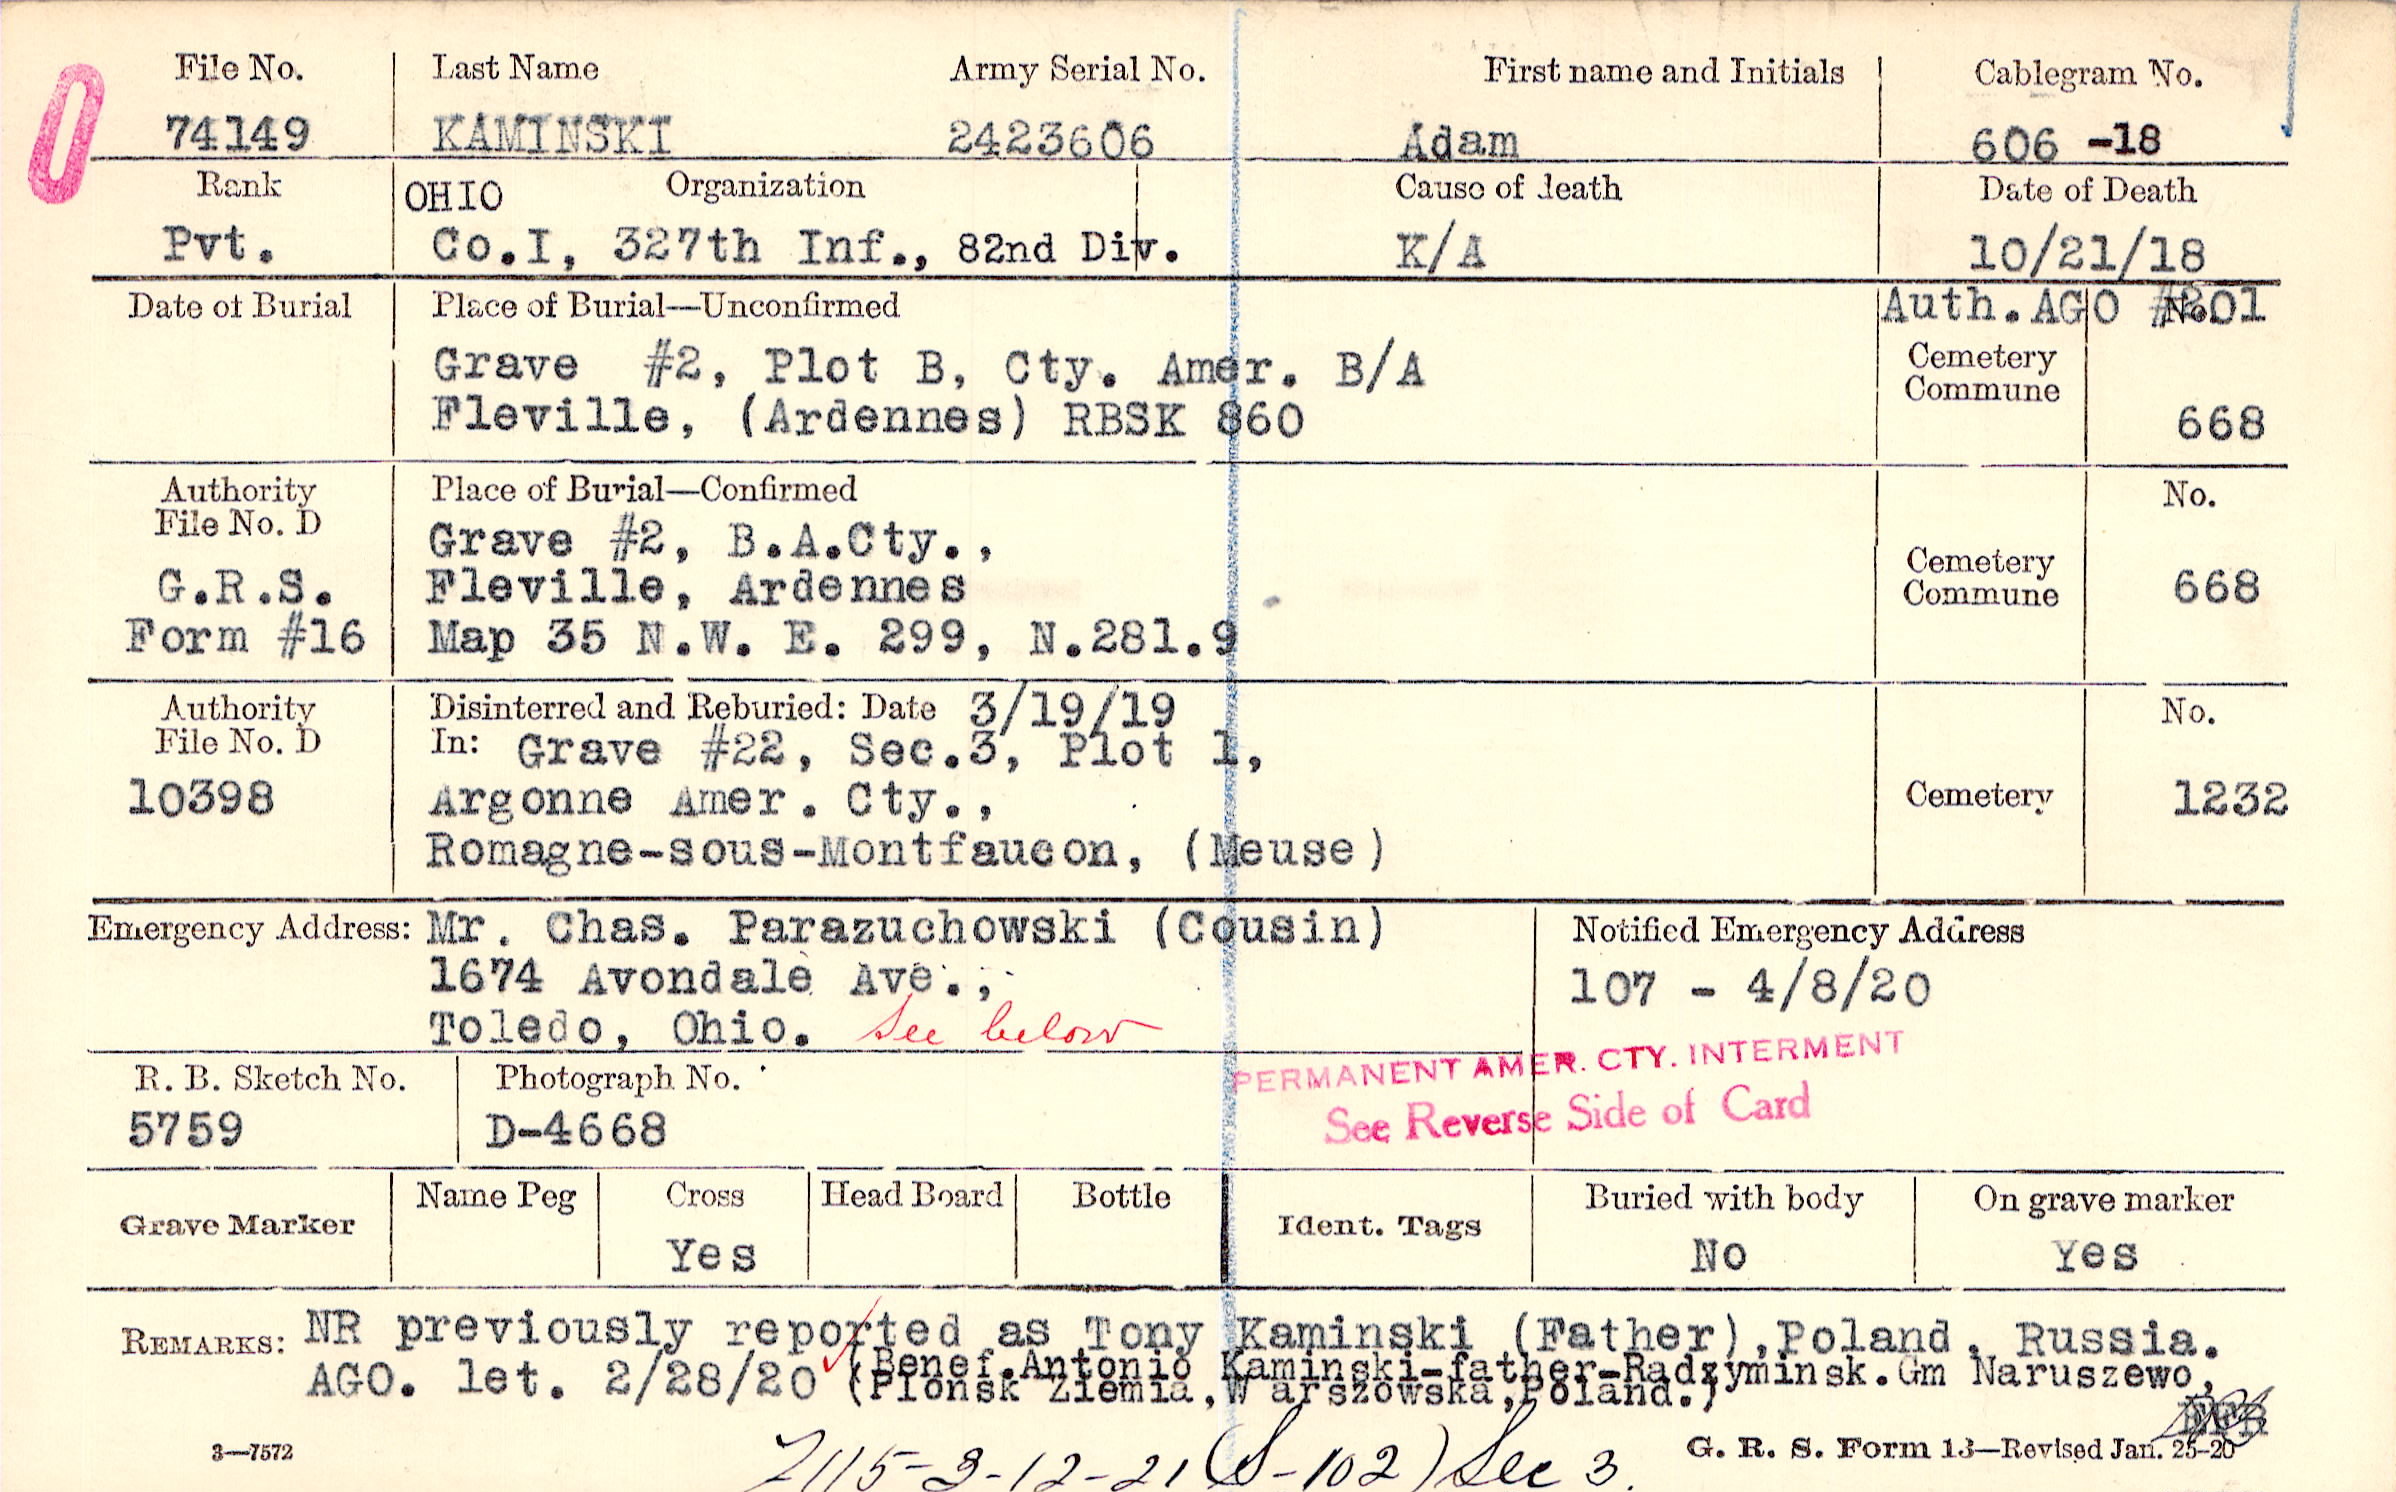 File No. Last Name Army Serial No. First name and Initials Cablegram No.
74149 KAMINSKI 2423606 Adam 606 -18
Rank OHIO Organization Cause of death Date of Death
Pvt. Co.I, 327th Inf., 82nd Div. K/A 10/21/18
Date of Burial Place of Burial—Unconfirmed Auth.AGO #201 No.
Grave #2, Plot B, Cty. Amer. B/A Cemetery
Commune
Fleville, (Ardennes) RBSK 860 668
Authority Place of Burial—Confirmed No.
File No. D
Grave #2, B.A.Cty.,
G.R.S. Fleville, Ardennes Cemetery
Commune 668
Form #16 Map 35 N.W. E. 299, N.281.9
Authority Disinterred and Reburied: Date 3/19/19 No.
File No. D In: Grave #22, Sec.3, Plot 1,
10398 Argonne Amer. Cty., Cemetery 1232
Romagne-sous-Montfaucon, (Meuse)
Emergency Address: Mr. Chas. Parazuchowski (Cousin) Notified Emergency Address
1674 Avondale Ave., 107 - 4/8/20
Toledo, Ohio. See below
PERMANENT AMER. CTY. INTERMENT
See Reverse Side of Card
R. B. Sketch No. Photograph No.
5759 D-4668
Grave Marker Name Peg Cross Head Board Bottle Ident. Tags Buried with body On grave marker
Yes No Yes
REMARKS: NR previously reported as Tony Kaminski (Father),Poland, Russia.
AGO. let. 2/28/20 (Benef.Antonio Kaminski-father-Radzyminsk.Gm Naruszewo,
(Plonsk Ziemia,Warszowska,Poland.)
3—7572 G. R. S. Form 13—Revised Jan. 25-20
7115-3-12-21 (S-102) Sec 3.